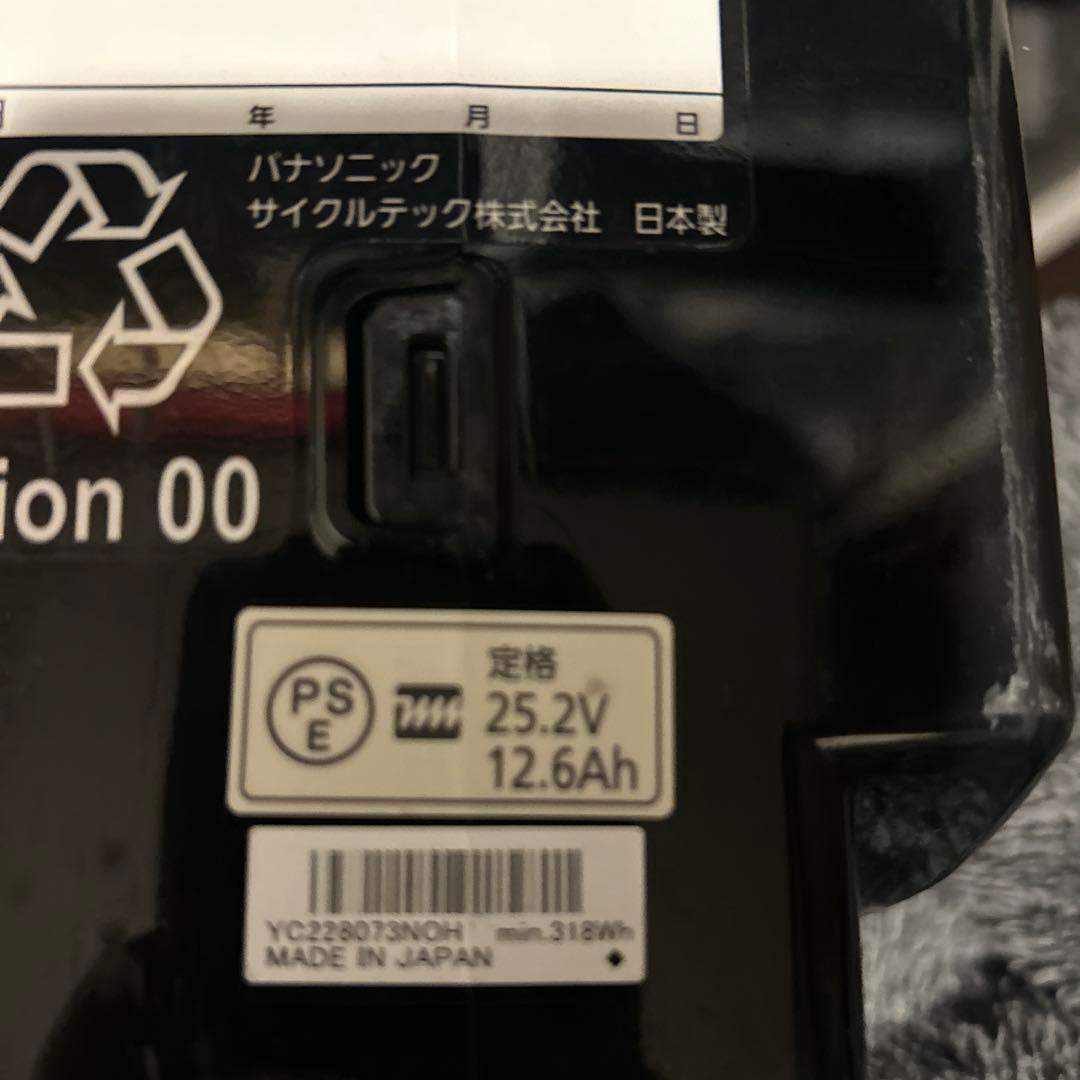 年 月 日
パナソニック
サイクルテック株式会社 日本製
ion 00
PS
E
定格
25.2V
12.6Ah
YC228073NOH min.318Wh
MADE IN JAPAN